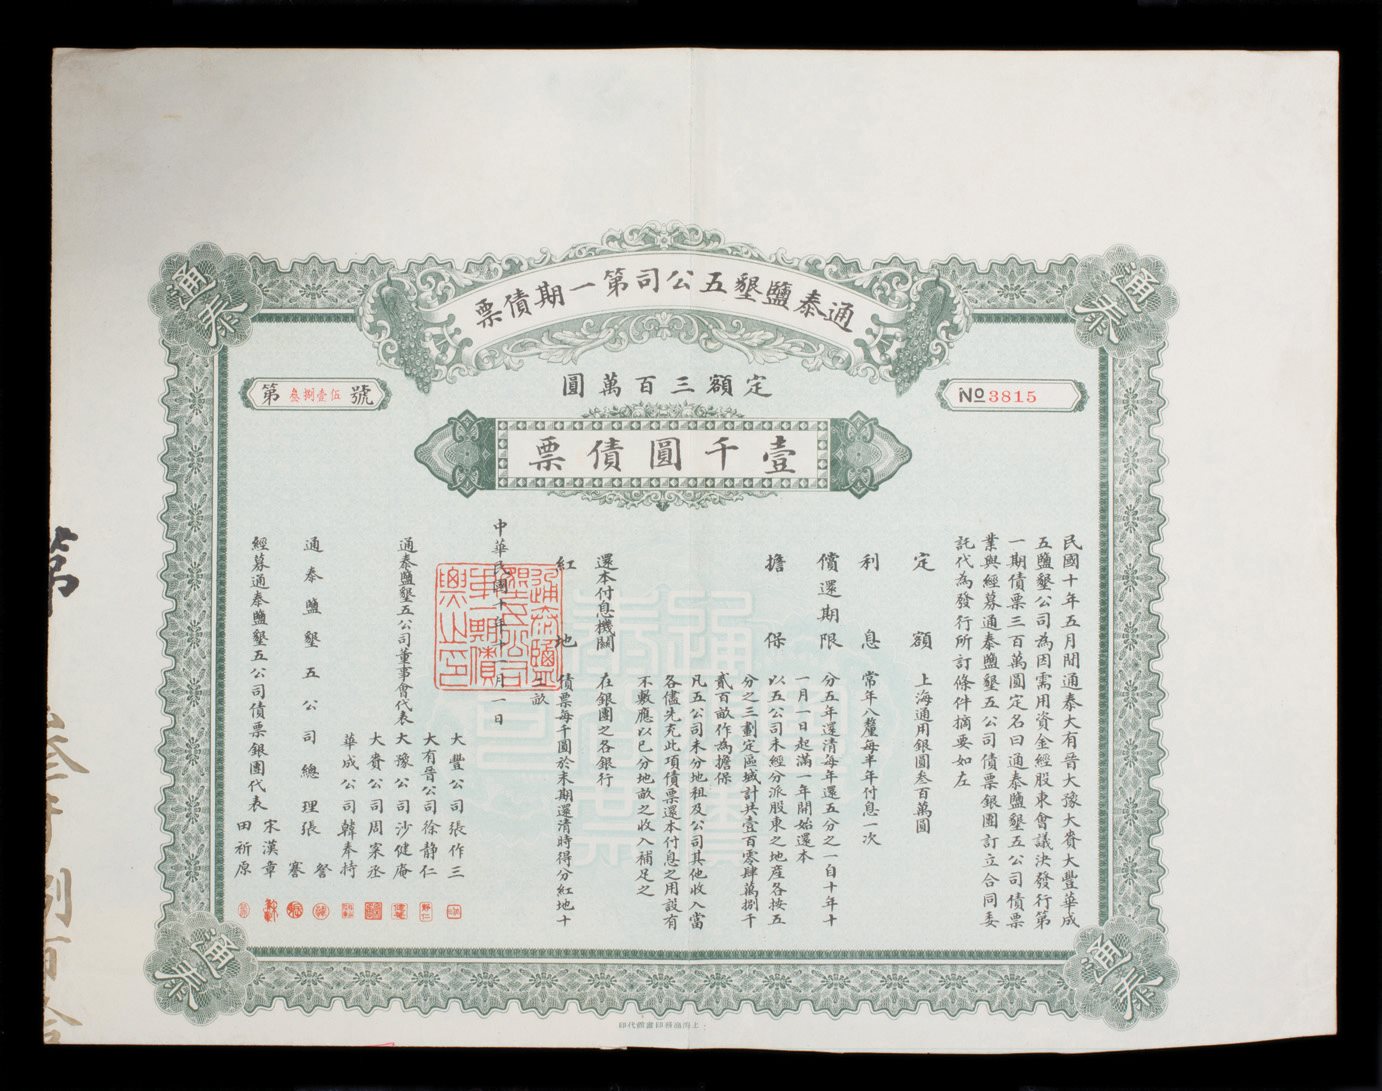 通泰鹽墾五公司第一期債票
定額三百萬圓
No 3815
第叁捌壹伍號
壹千圓債票
通泰
通泰
民國十年五月間通泰大有晉大豫大賚大豐華成
五鹽墾公司為因需用資金經股東會議決發行第
一期債票三百萬圓定名曰通泰鹽墾五公司債票
業與經募通泰鹽墾五公司債票銀團訂立合同委
託代為發行所訂條件摘要如左
定額 上海通用銀圓叁百萬圓
利息 常年八釐每半年付息一次
償還期限 分五年還清每年還五分之一自十年十
一月一日起滿一年開始還本
擔保 以五公司未經分派股東之地產各按五
分之三劃定區域計共壹百零肆萬捌千
貳百畝作為擔保
凡五公司未分地租及公司其他收入當
各儘先充此項債票還本付息之用設有
不敷應以已分地畝之收入補足之
還本付息機關 在銀團之各銀行
紅地 債票每千圓於末期還清時得分紅地十
三畝
中華民國十年十一月一日
通泰鹽墾五公司董事會代表
大豐公司張作三
大有晉公司徐靜仁
大豫公司沙健庵
大賚公司周宷丞
華成公司韓奉持
通泰鹽墾五公司總理張
詧
謇
經募通泰鹽墾五公司債票銀團代表
宋漢章
田祈原
通泰
通泰
上海商務印書館代印
第